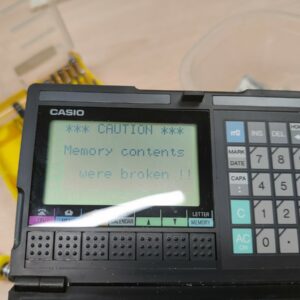 CASIO
*** CAUTION ***
Memory contents
were broken !!
INS. DEL.
MARK
DATE
7 8
CAPA
4 5
C 1 2
AC
ON
0
CALENDAR
LETTER
MEMORY